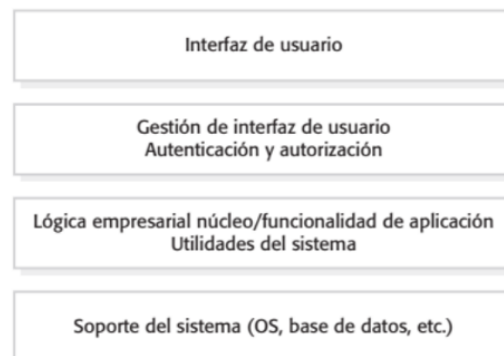 Interfaz de usuario
Gestión de interfaz de usuario
Autenticación y autorización
Lógica empresarial núcleo/funcionalidad de aplicación
Utilidades del sistema
Soporte del sistema (OS, base de datos, etc.)